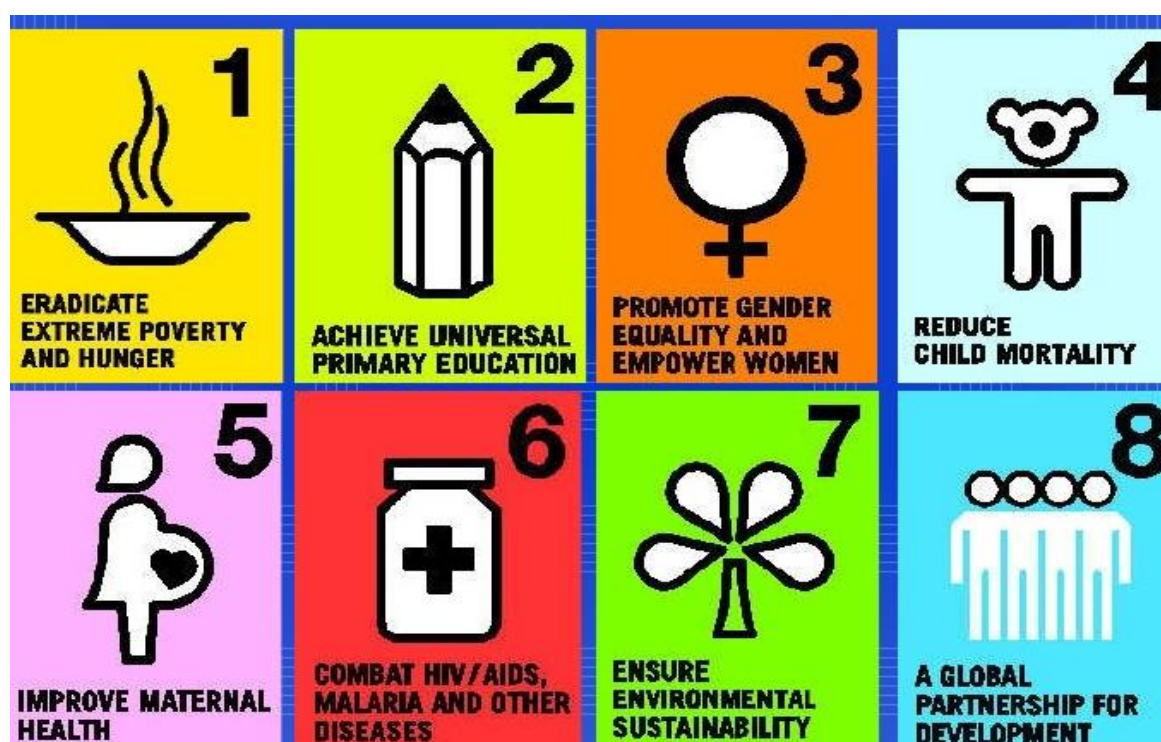 1
ERADICATE
EXTREME POVERTY
AND HUNGER
2
ACHIEVE UNIVERSAL
PRIMARY EDUCATION
3
PROMOTE GENDER
EQUALITY AND
EMPOWER WOMEN
4
REDUCE
CHILD MORTALITY
5
IMPROVE MATERNAL
HEALTH
6
COMBAT HIV/AIDS,
MALARIA AND OTHER
DISEASES
7
ENSURE
ENVIRONMENTAL
SUSTAINABILITY
8
A GLOBAL
PARTNERSHIP FOR
DEVELOPMENT